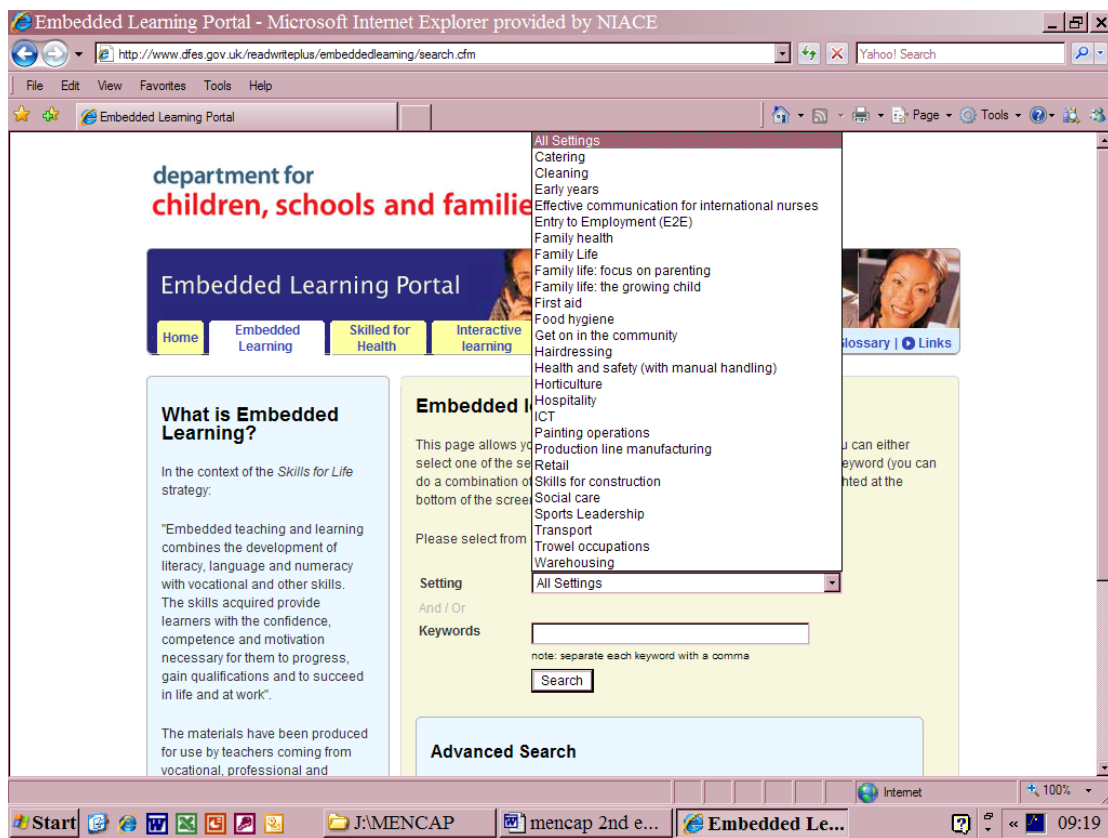 Embedded Learning Portal - Microsoft Internet Explorer provided by NIACE
http://www.dfes.gov.uk/readwriteplus/embeddedlearning/search.cfm
Yahoo! Search
File Edit View Favorites Tools Help
Embedded Learning Portal
Page
Tools
department for
children, schools and familie
Embedded Learning Portal
Home
Embedded Learning
Skilled for Health
Interactive learning
Glossary | Links
What is Embedded
Learning?
In the context of the Skills for Life
strategy:
"Embedded teaching and learning
combines the development of
literacy, language and numeracy
with vocational and other skills.
The skills acquired provide
learners with the confidence,
competence and motivation
necessary for them to progress,
gain qualifications and to succeed
in life and at work".
The materials have been produced
for use by teachers coming from
vocational, professional and
Embedded l
This page allows yo
u can either
select one of the se
eyword (you can
do a combination of
hted at the
bottom of the scree
Please select from
All Settings
Catering
Cleaning
Early years
Effective communication for international nurses
Entry to Employment (E2E)
Family health
Family Life
Family life: focus on parenting
Family life: the growing child
First aid
Food hygiene
Get on in the community
Hairdressing
Health and safety (with manual handling)
Horticulture
Hospitality
ICT
Painting operations
Production line manufacturing
Retail
Skills for construction
Social care
Sports Leadership
Transport
Trowel occupations
Warehousing
Setting
All Settings
And / Or
Keywords
note: separate each keyword with a comma
Search
Advanced Search
Internet
100%
Start
J:\MENCAP
mencap 2nd e...
Embedded Le...
09:19